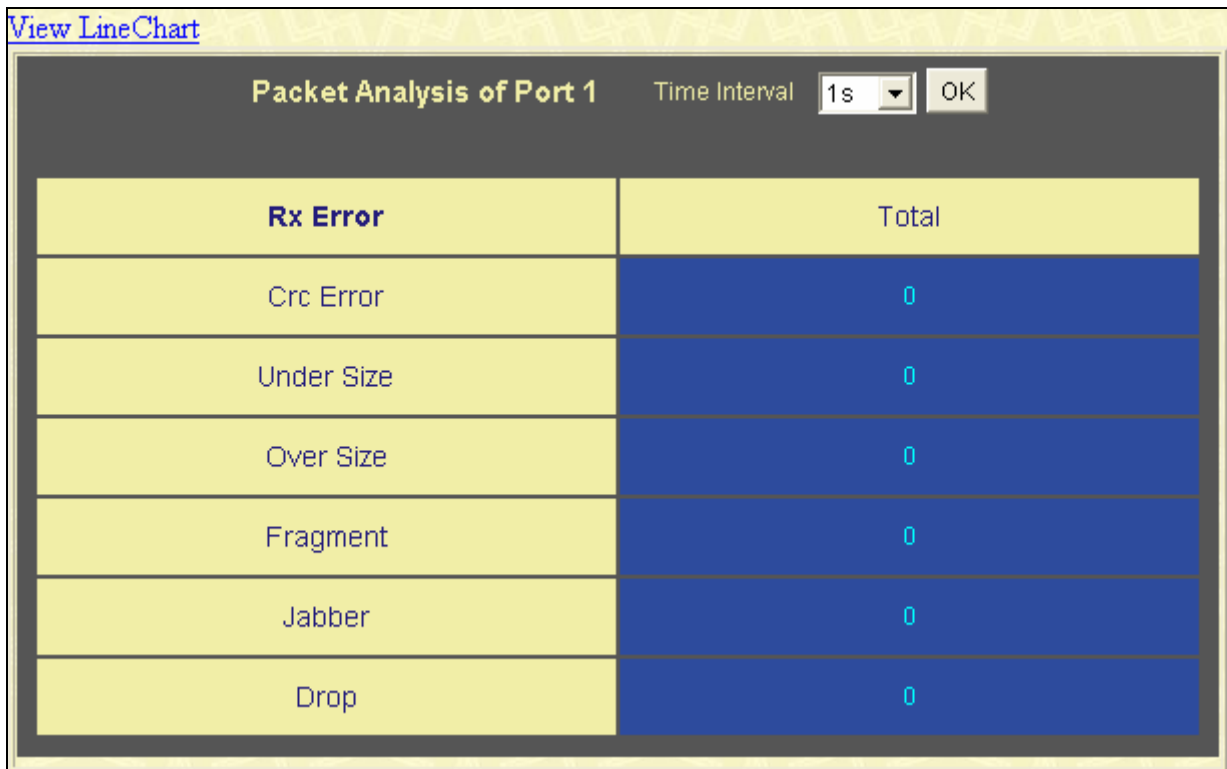 View LineChart
Packet Analysis of Port 1 Time Interval 1s OK
Rx Error Total
Crc Error 0
Under Size 0
Over Size 0
Fragment 0
Jabber 0
Drop 0